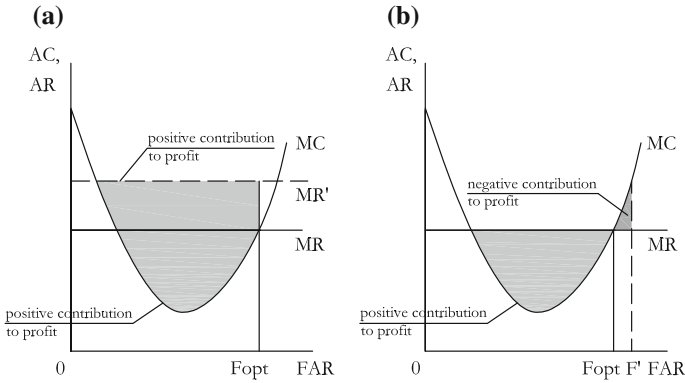 (a)
AC,
AR
positive contribution
to profit
MC
MR'
MR
positive contribution
to profit
0
Fopt
FAR
(b)
AC,
AR
MC
negative contribution
to profit
MR
positive contribution
to profit
0
Fopt F' FAR